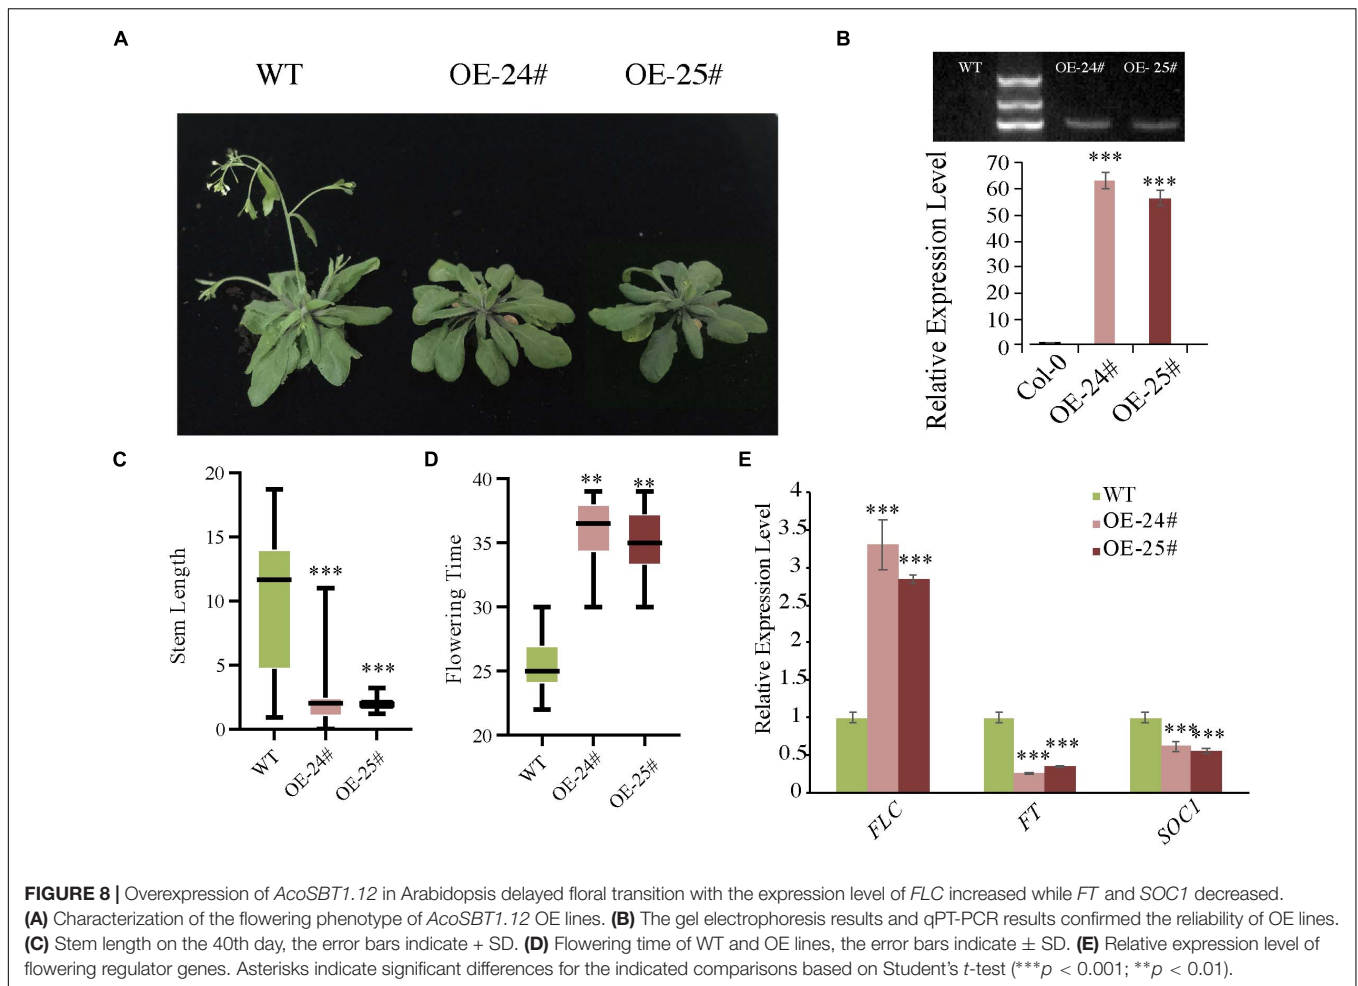 A
WT OE-24# OE-25#
B
WT OE-24# OE- 25#
Relative Expression Level
70
60
50
40
30
20
10
0
Col-0 OE-24# OE-25#
C
Stem Length
20
15
10
5
0
***
***
WT OE-24# OE-25#
D
Flowering Time
40
35
30
25
20
** **
WT OE-24# OE-25#
E
Relative Expression Level
4
3.5
3
2.5
2
1.5
1
0.5
0
WT
OE-24#
OE-25#
*** ***
*** ***
*** ***
FLC FT SOC1
*** ***
FIGURE 8 | Overexpression of AcoSBT1.12 in Arabidopsis delayed floral transition with the expression level of FLC increased while FT and SOC1 decreased.
(A) Characterization of the flowering phenotype of AcoSBT1.12 OE lines. (B) The gel electrophoresis results and qPT-PCR results confirmed the reliability of OE lines.
(C) Stem length on the 40th day, the error bars indicate + SD. (D) Flowering time of WT and OE lines, the error bars indicate ± SD. (E) Relative expression level of
flowering regulator genes. Asterisks indicate significant differences for the indicated comparisons based on Student's t-test (***p < 0.001; **p < 0.01).